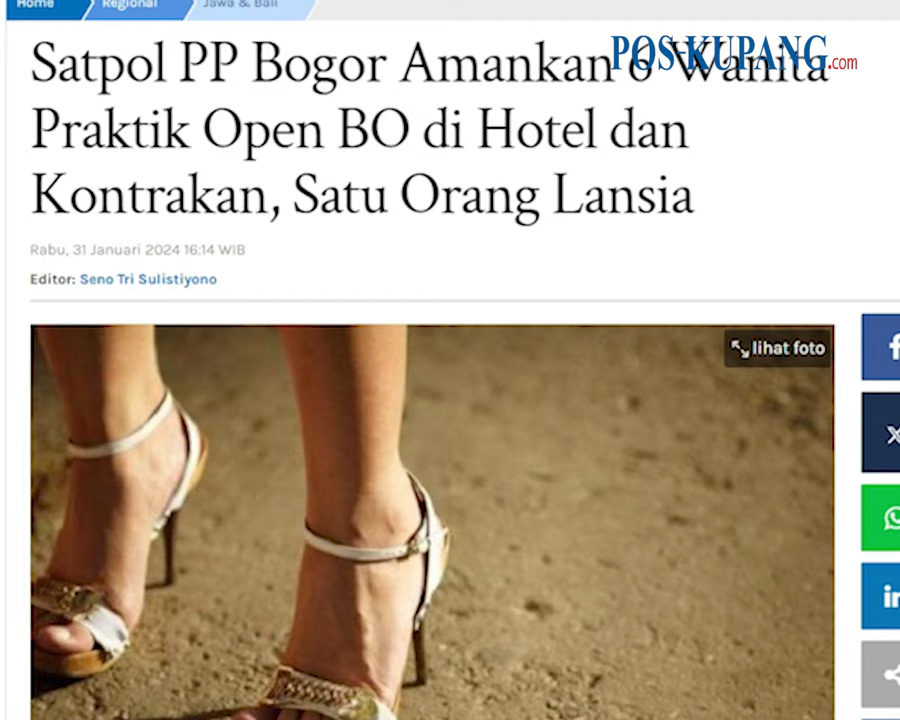 Home Regional Jawa & Bali
POS-KUPANG.com
Satpol PP Bogor Amankan 6 Wanita
Praktik Open BO di Hotel dan
Kontrakan, Satu Orang Lansia
Rabu, 31 Januari 2024 16:14 WIB
Editor: Seno Tri Sulistiyono
lihat foto